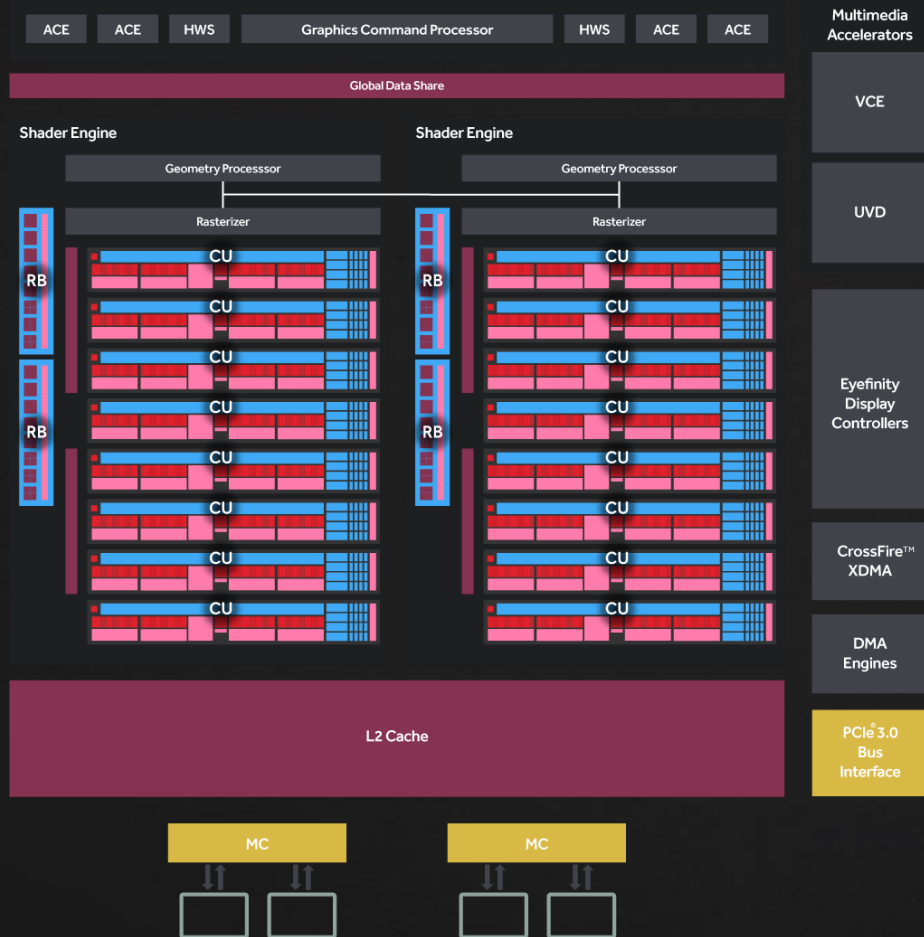 ACE ACE HWS Graphics Command Processor HWS ACE ACE
Global Data Share
Shader Engine
Geometry Processsor
Rasterizer
RB
RB
CU
CU
CU
CU
CU
CU
CU
CU
Shader Engine
Geometry Processsor
Rasterizer
RB
RB
CU
CU
CU
CU
CU
CU
CU
CU
L2 Cache
MC MC
Multimedia
Accelerators
VCE
UVD
Eyefinity
Display
Controllers
CrossFire™
XDMA
DMA
Engines
PCIe® 3.0
Bus
Interface